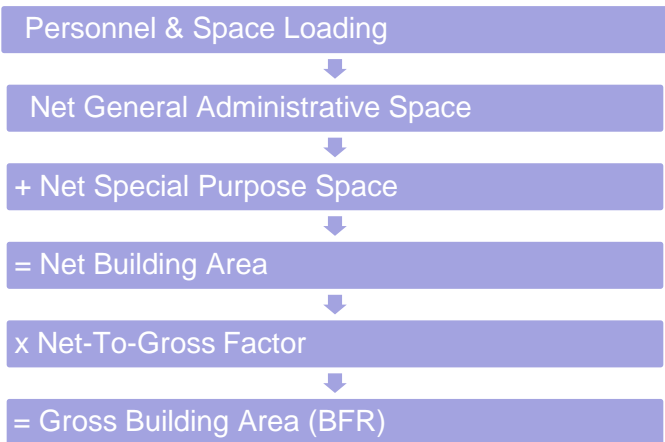 Personnel & Space Loading
Net General Administrative Space
+ Net Special Purpose Space
= Net Building Area
x Net-To-Gross Factor
= Gross Building Area (BFR)